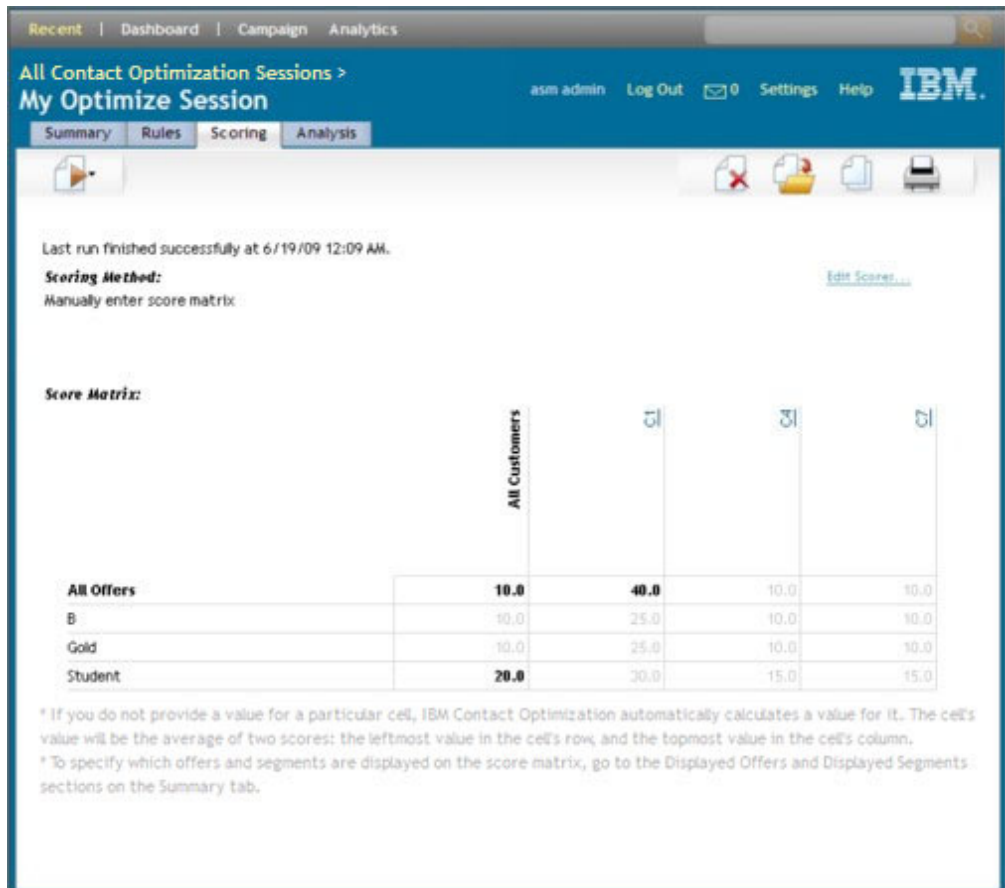 Recent | Dashboard | Campaign Analytics
All Contact Optimization Sessions >
My Optimize Session
asm admin Log Out 0 Settings Help IBM.
Summary Rules Scoring Analysis
Last run finished successfully at 6/19/09 12:09 AM.
Scoring Method:
Edit Scores...
Manually enter score matrix
Score Matrix:
All Customers C1 C4 C7
All Offers 10.0 40.0 10.0 10.0
B 10.0 25.0 10.0 10.0
Gold 10.0 25.0 10.0 10.0
Student 20.0 30.0 15.0 15.0
* If you do not provide a value for a particular cell, IBM Contact Optimization automatically calculates a value for it. The cell's
value will be the average of two scores: the leftmost value in the cell's row, and the topmost value in the cell's column.
* To specify which offers and segments are displayed on the score matrix, go to the Displayed Offers and Displayed Segments
sections on the Summary tab.